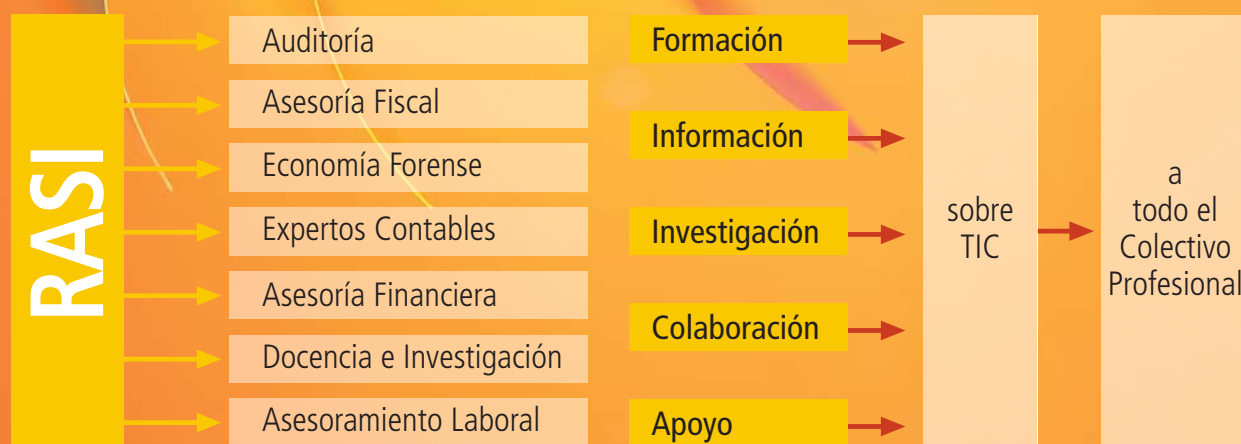 RASI
Auditoría
Asesoría Fiscal
Economía Forense
Expertos Contables
Asesoría Financiera
Docencia e Investigación
Asesoramiento Laboral
Formación
Información
Investigación
Colaboración
Apoyo
sobre
TIC
a
todo el
Colectivo
Profesional